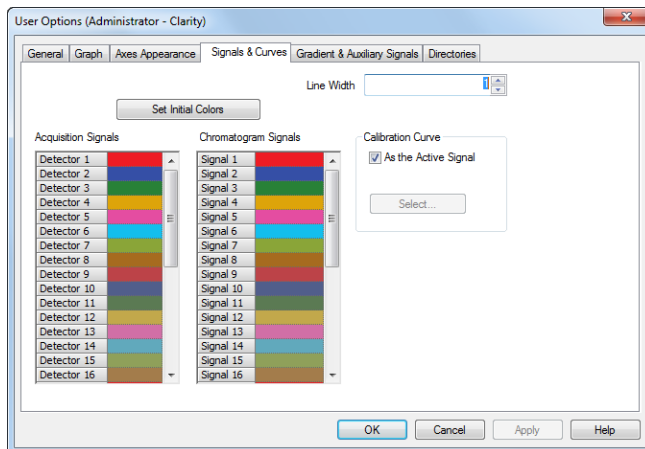 User Options (Administrator - Clarity)
General Graph Axes Appearance Signals & Curves Gradient & Auxiliary Signals Directories
Line Width 1
Set Initial Colors
Acquisition Signals Chromatogram Signals Calibration Curve
Detector 1 Signal 1 As the Active Signal
Detector 2 Signal 2
Detector 3 Signal 3
Detector 4 Signal 4 Select...
Detector 5 Signal 5
Detector 6 Signal 6
Detector 7 Signal 7
Detector 8 Signal 8
Detector 9 Signal 9
Detector 10 Signal 10
Detector 11 Signal 11
Detector 12 Signal 12
Detector 13 Signal 13
Detector 14 Signal 14
Detector 15 Signal 15
Detector 16 Signal 16
OK Cancel Apply Help